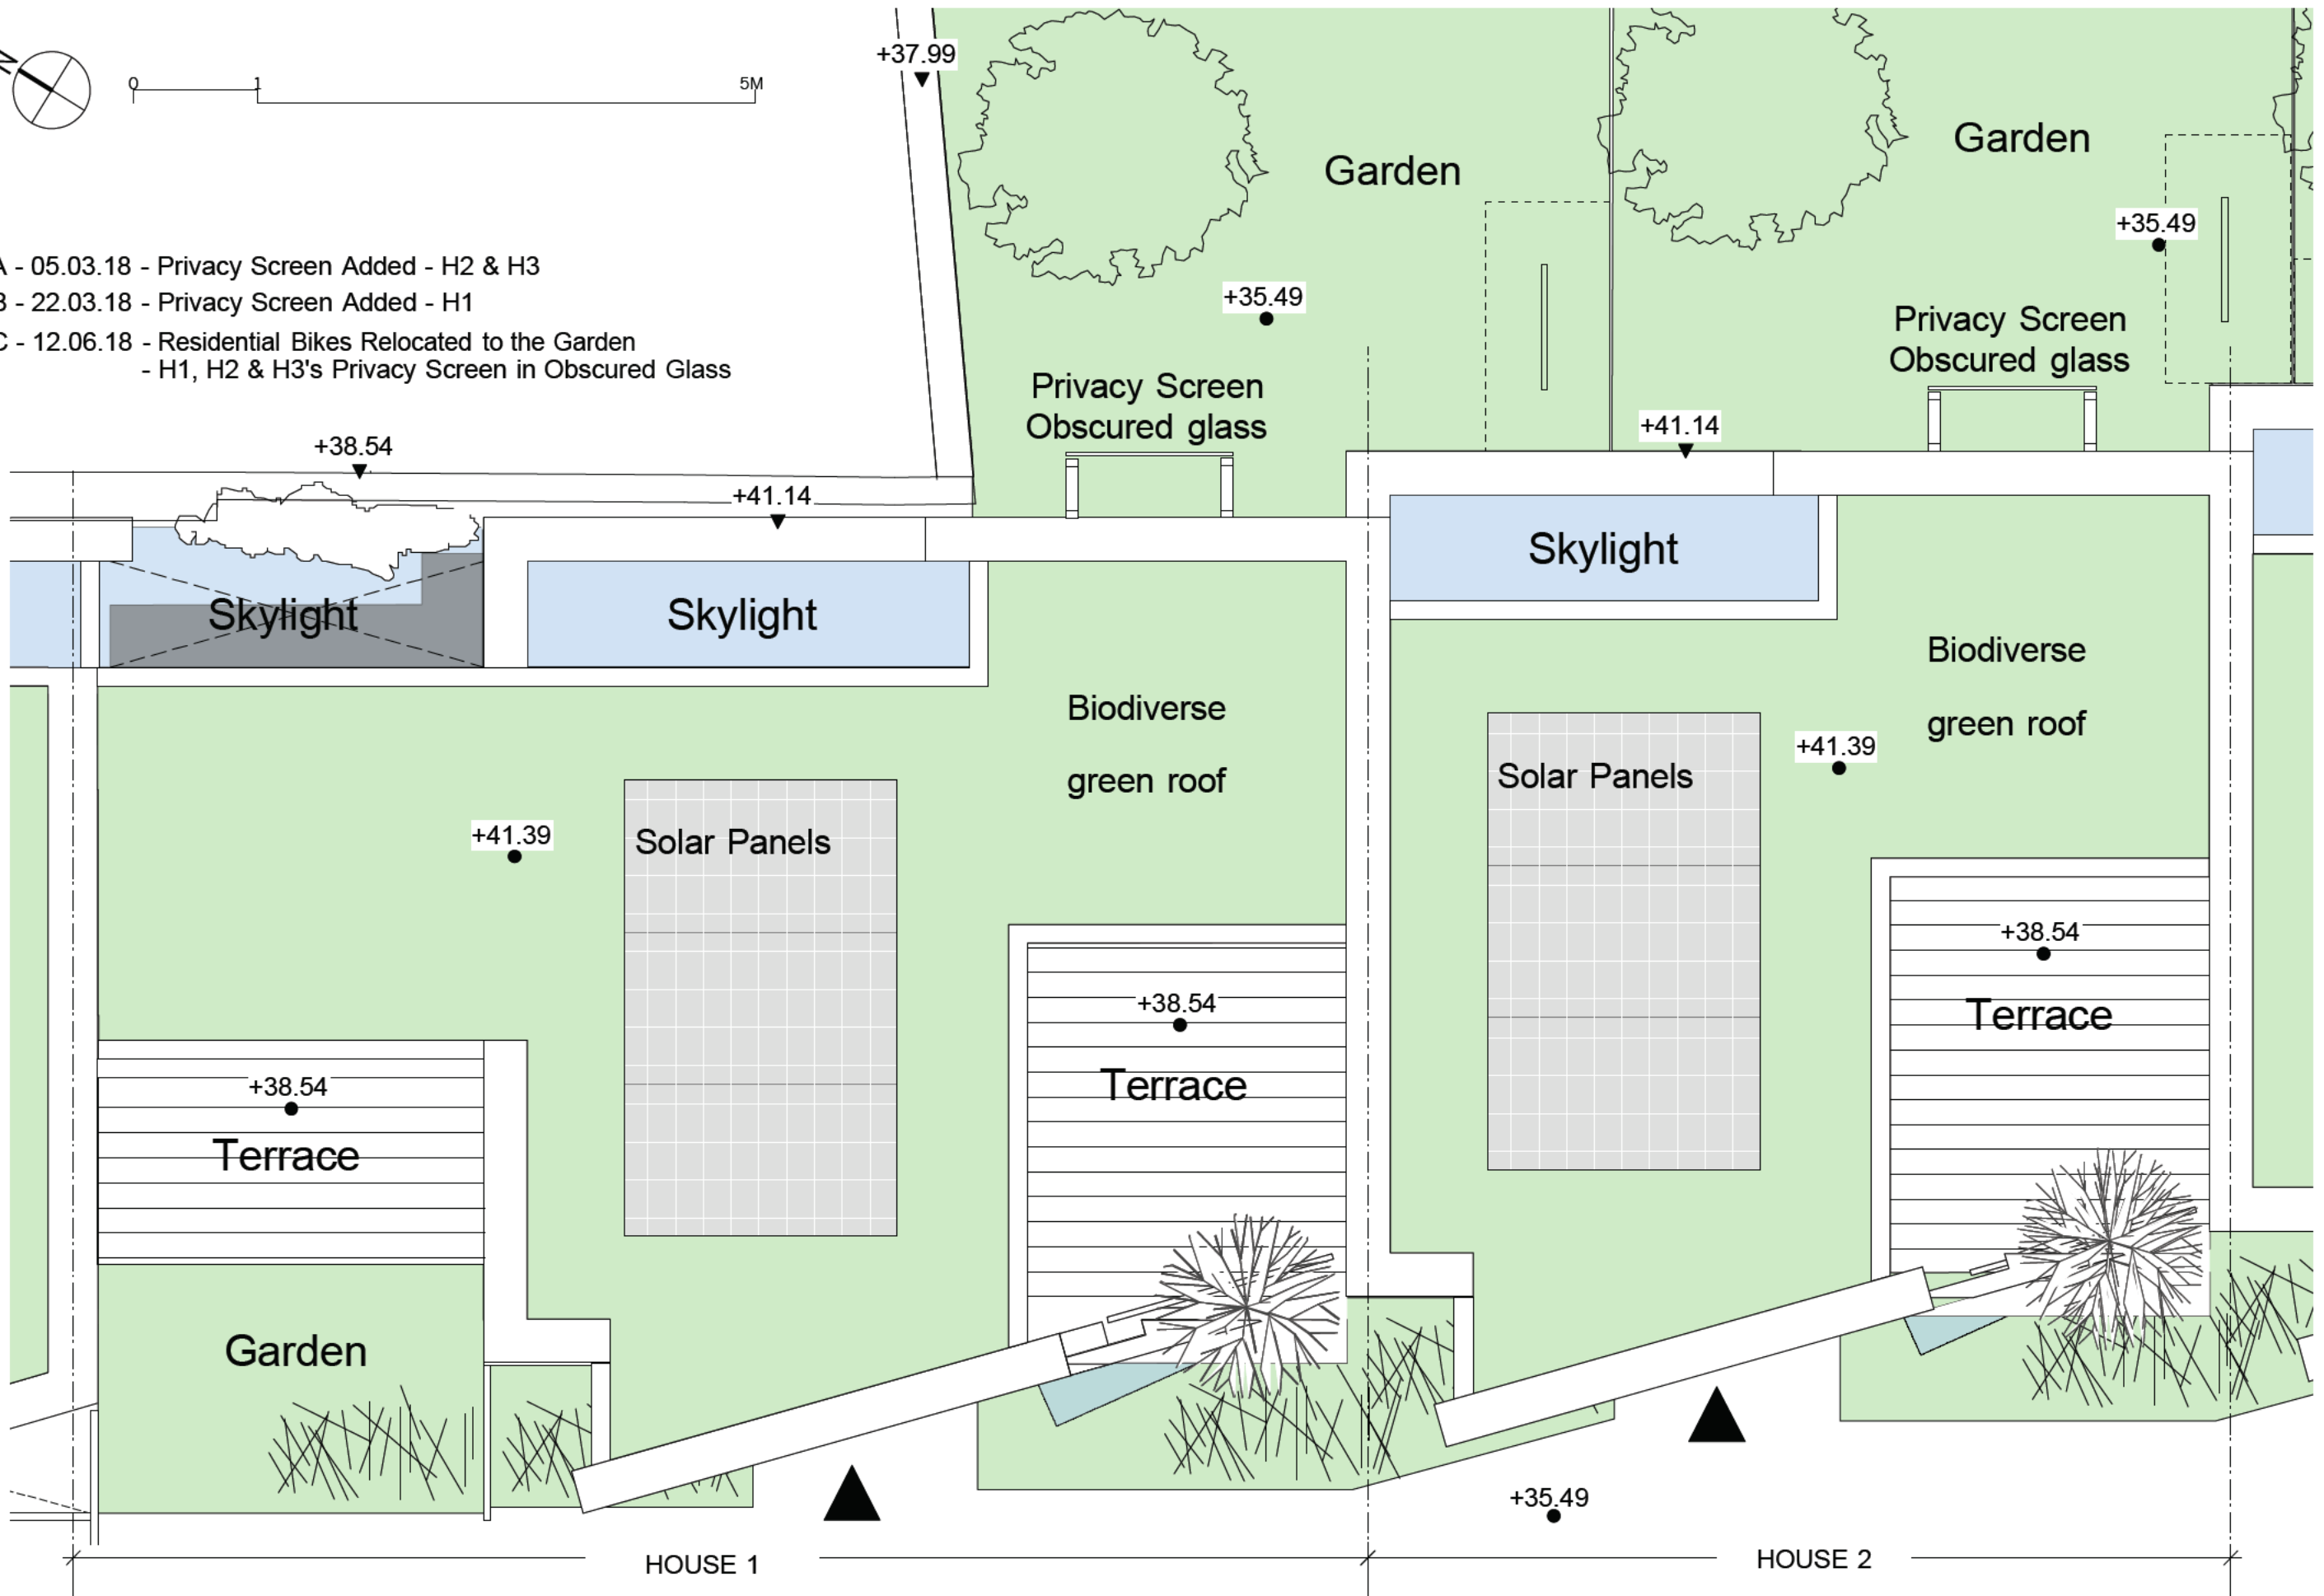 N
0 1 5M
A - 05.03.18 - Privacy Screen Added - H2 & H3
B - 22.03.18 - Privacy Screen Added - H1
C - 12.06.18 - Residential Bikes Relocated to the Garden
- H1, H2 & H3's Privacy Screen in Obscured Glass
+37.99
Garden
Garden
+35.49
+35.49
Privacy Screen
Obscured glass
Privacy Screen
Obscured glass
+38.54
+41.14
+41.14
Skylight
Skylight
Skylight
Biodiverse
green roof
Biodiverse
green roof
+41.39
Solar Panels
+41.39
Solar Panels
+38.54
Terrace
+38.54
Terrace
+38.54
Terrace
Garden
+35.49
HOUSE 1
HOUSE 2